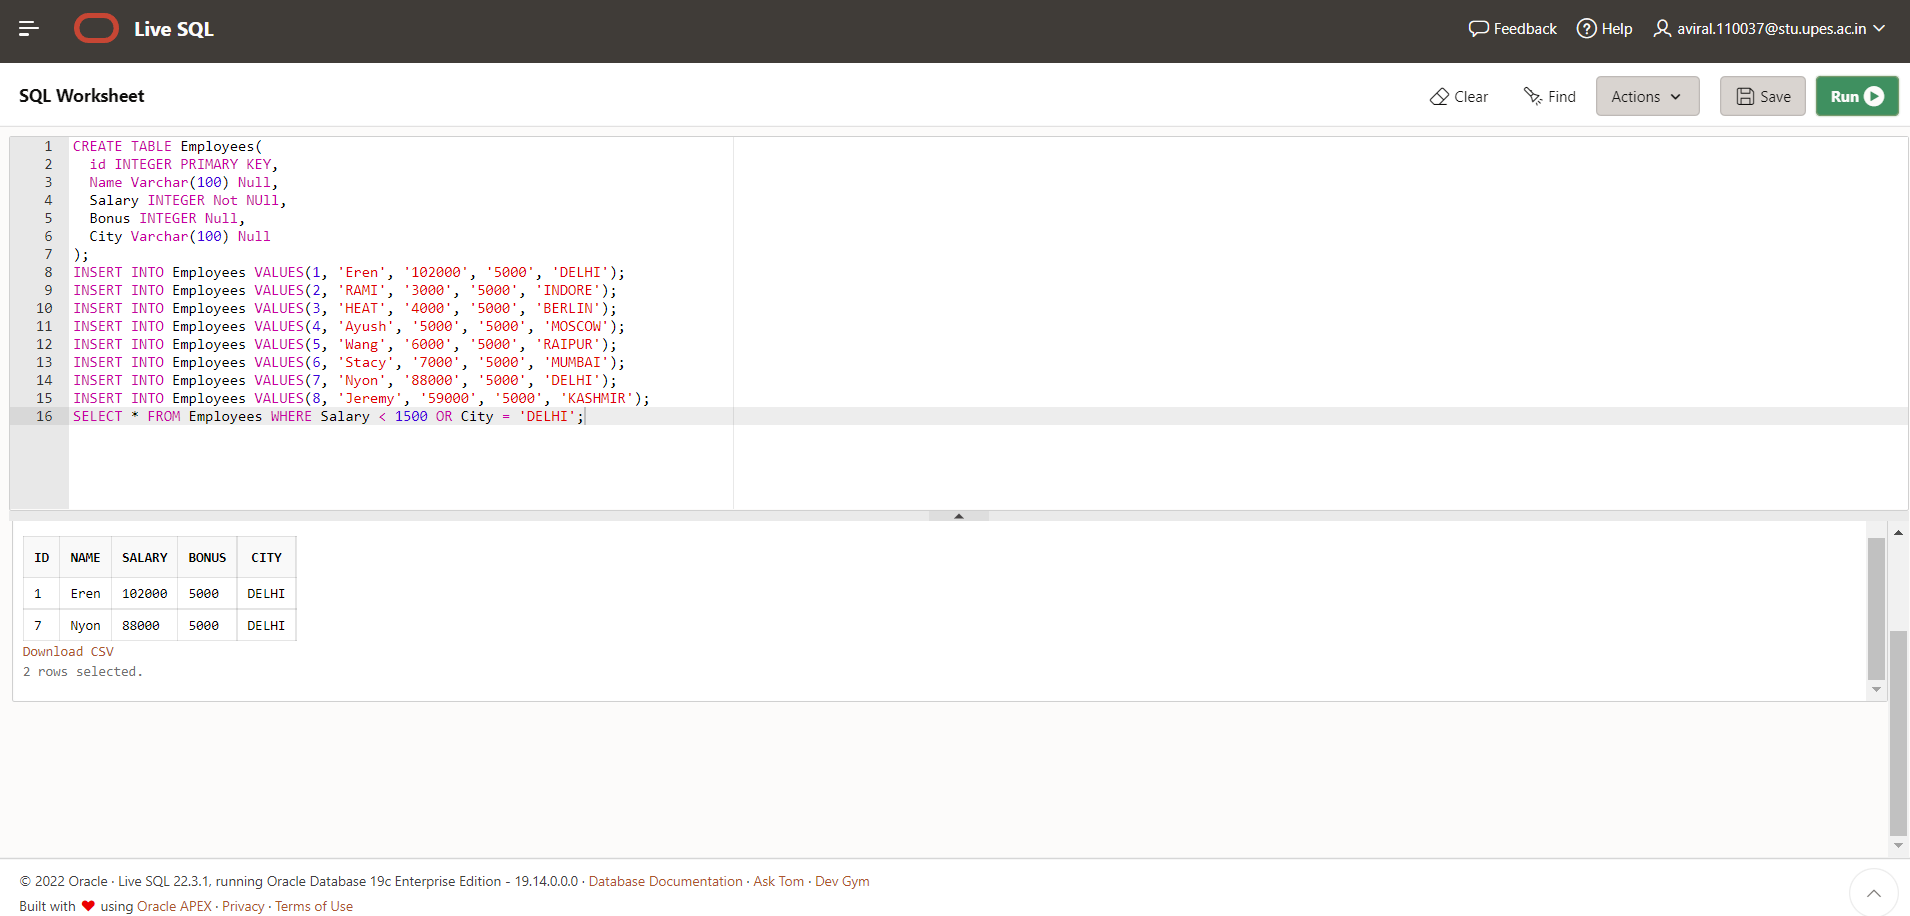 Live SQL
Feedback
Help
aviral.110037@stu.upes.ac.in
SQL Worksheet
Clear
Find
Actions
Save
Run
1 CREATE TABLE Employees(
2 id INTEGER PRIMARY KEY,
3 Name Varchar(100) Null,
4 Salary INTEGER Not NUll,
5 Bonus INTEGER Null,
6 City Varchar(100) Null
7 );
8 INSERT INTO Employees VALUES(1, 'Eren', '102000', '5000', 'DELHI');
9 INSERT INTO Employees VALUES(2, 'RAMI', '3000', '5000', 'INDORE');
10 INSERT INTO Employees VALUES(3, 'HEAT', '4000', '5000', 'BERLIN');
11 INSERT INTO Employees VALUES(4, 'Ayush', '5000', '5000', 'MOSCOW');
12 INSERT INTO Employees VALUES(5, 'Wang', '6000', '5000', 'RAIPUR');
13 INSERT INTO Employees VALUES(6, 'Stacy', '7000', '5000', 'MUMBAI');
14 INSERT INTO Employees VALUES(7, 'Nyon', '88000', '5000', 'DELHI');
15 INSERT INTO Employees VALUES(8, 'Jeremy', '59000', '5000', 'KASHMIR');
16 SELECT * FROM Employees WHERE Salary < 1500 OR City = 'DELHI';
ID NAME SALARY BONUS CITY
1 Eren 102000 5000 DELHI
7 Nyon 88000 5000 DELHI
Download CSV
2 rows selected.
© 2022 Oracle · Live SQL 22.3.1, running Oracle Database 19c Enterprise Edition - 19.14.0.0.0 · Database Documentation · Ask Tom · Dev Gym
Built with ❤ using Oracle APEX · Privacy · Terms of Use